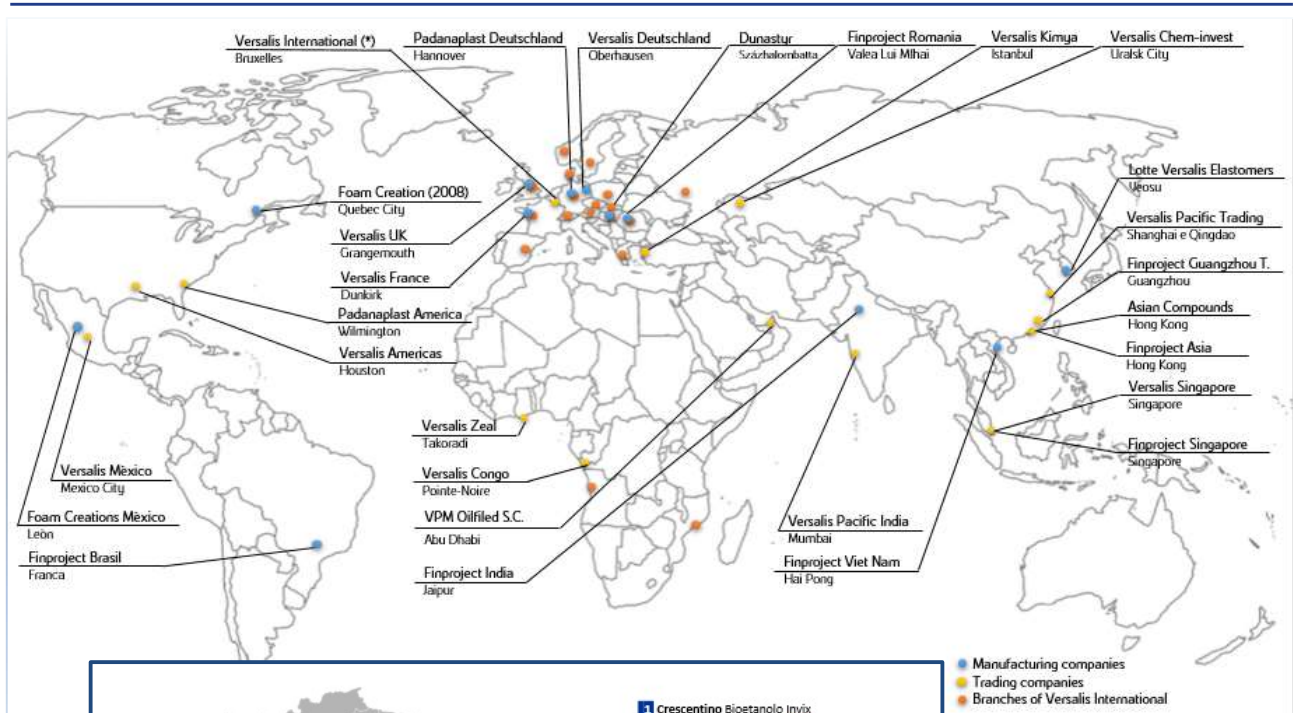 Versalis International (*)
Bruxelles
Padanaplast Deutschland
Hannover
Versalis Deutschland
Oberhausen
Dunastyr
Százhalombatta
Finproject Romania
Valea Lui MIhai
Versalis Kimya
Istanbul
Versalis Chem-invest
Uralsk City
Foam Creation (2008)
Quebec City
Versalis UK
Grangemouth
Versalis France
Dunkirk
Padanaplast America
Wilmington
Versalis Americas
Houston
Lotte Versalis Elastomers
Yeosu
Versalis Pacific Trading
Shanghai e Qingdao
Finproject Guangzhou T.
Guangzhou
Asian Compounds
Hong Kong
Finproject Asia
Hong Kong
Versalis Singapore
Singapore
Finproject Singapore
Singapore
Versalis Zeal
Takoradi
Versalis Congo
Pointe-Noire
VPM Oilfiled S.C.
Abu Dhabi
Finproject India
Jaipur
Versalis Mèxico
Mexico City
Foam Creations Mèxico
Leòn
Finproject Brasil
Franca
Versalis Pacific India
Mumbai
Finproject Viet Nam
Hai Pong
Manufacturing companies
Trading companies
Branches of Versalis International
1 Crescentino Bioetanolo Invix